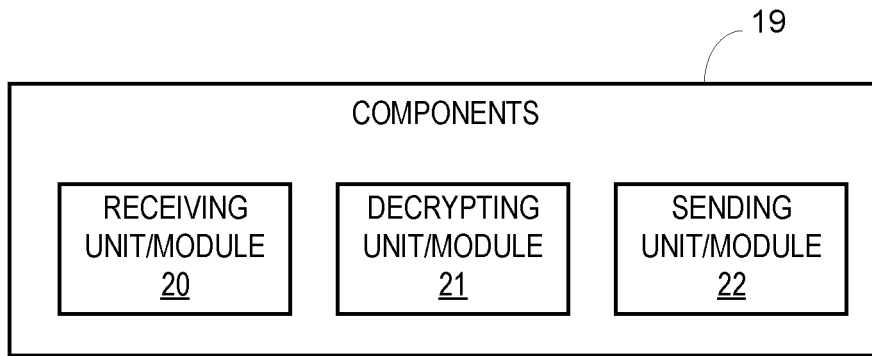 19
COMPONENTS
RECEIVING
UNIT/MODULE
20
DECRYPTING
UNIT/MODULE
21
SENDING
UNIT/MODULE
22